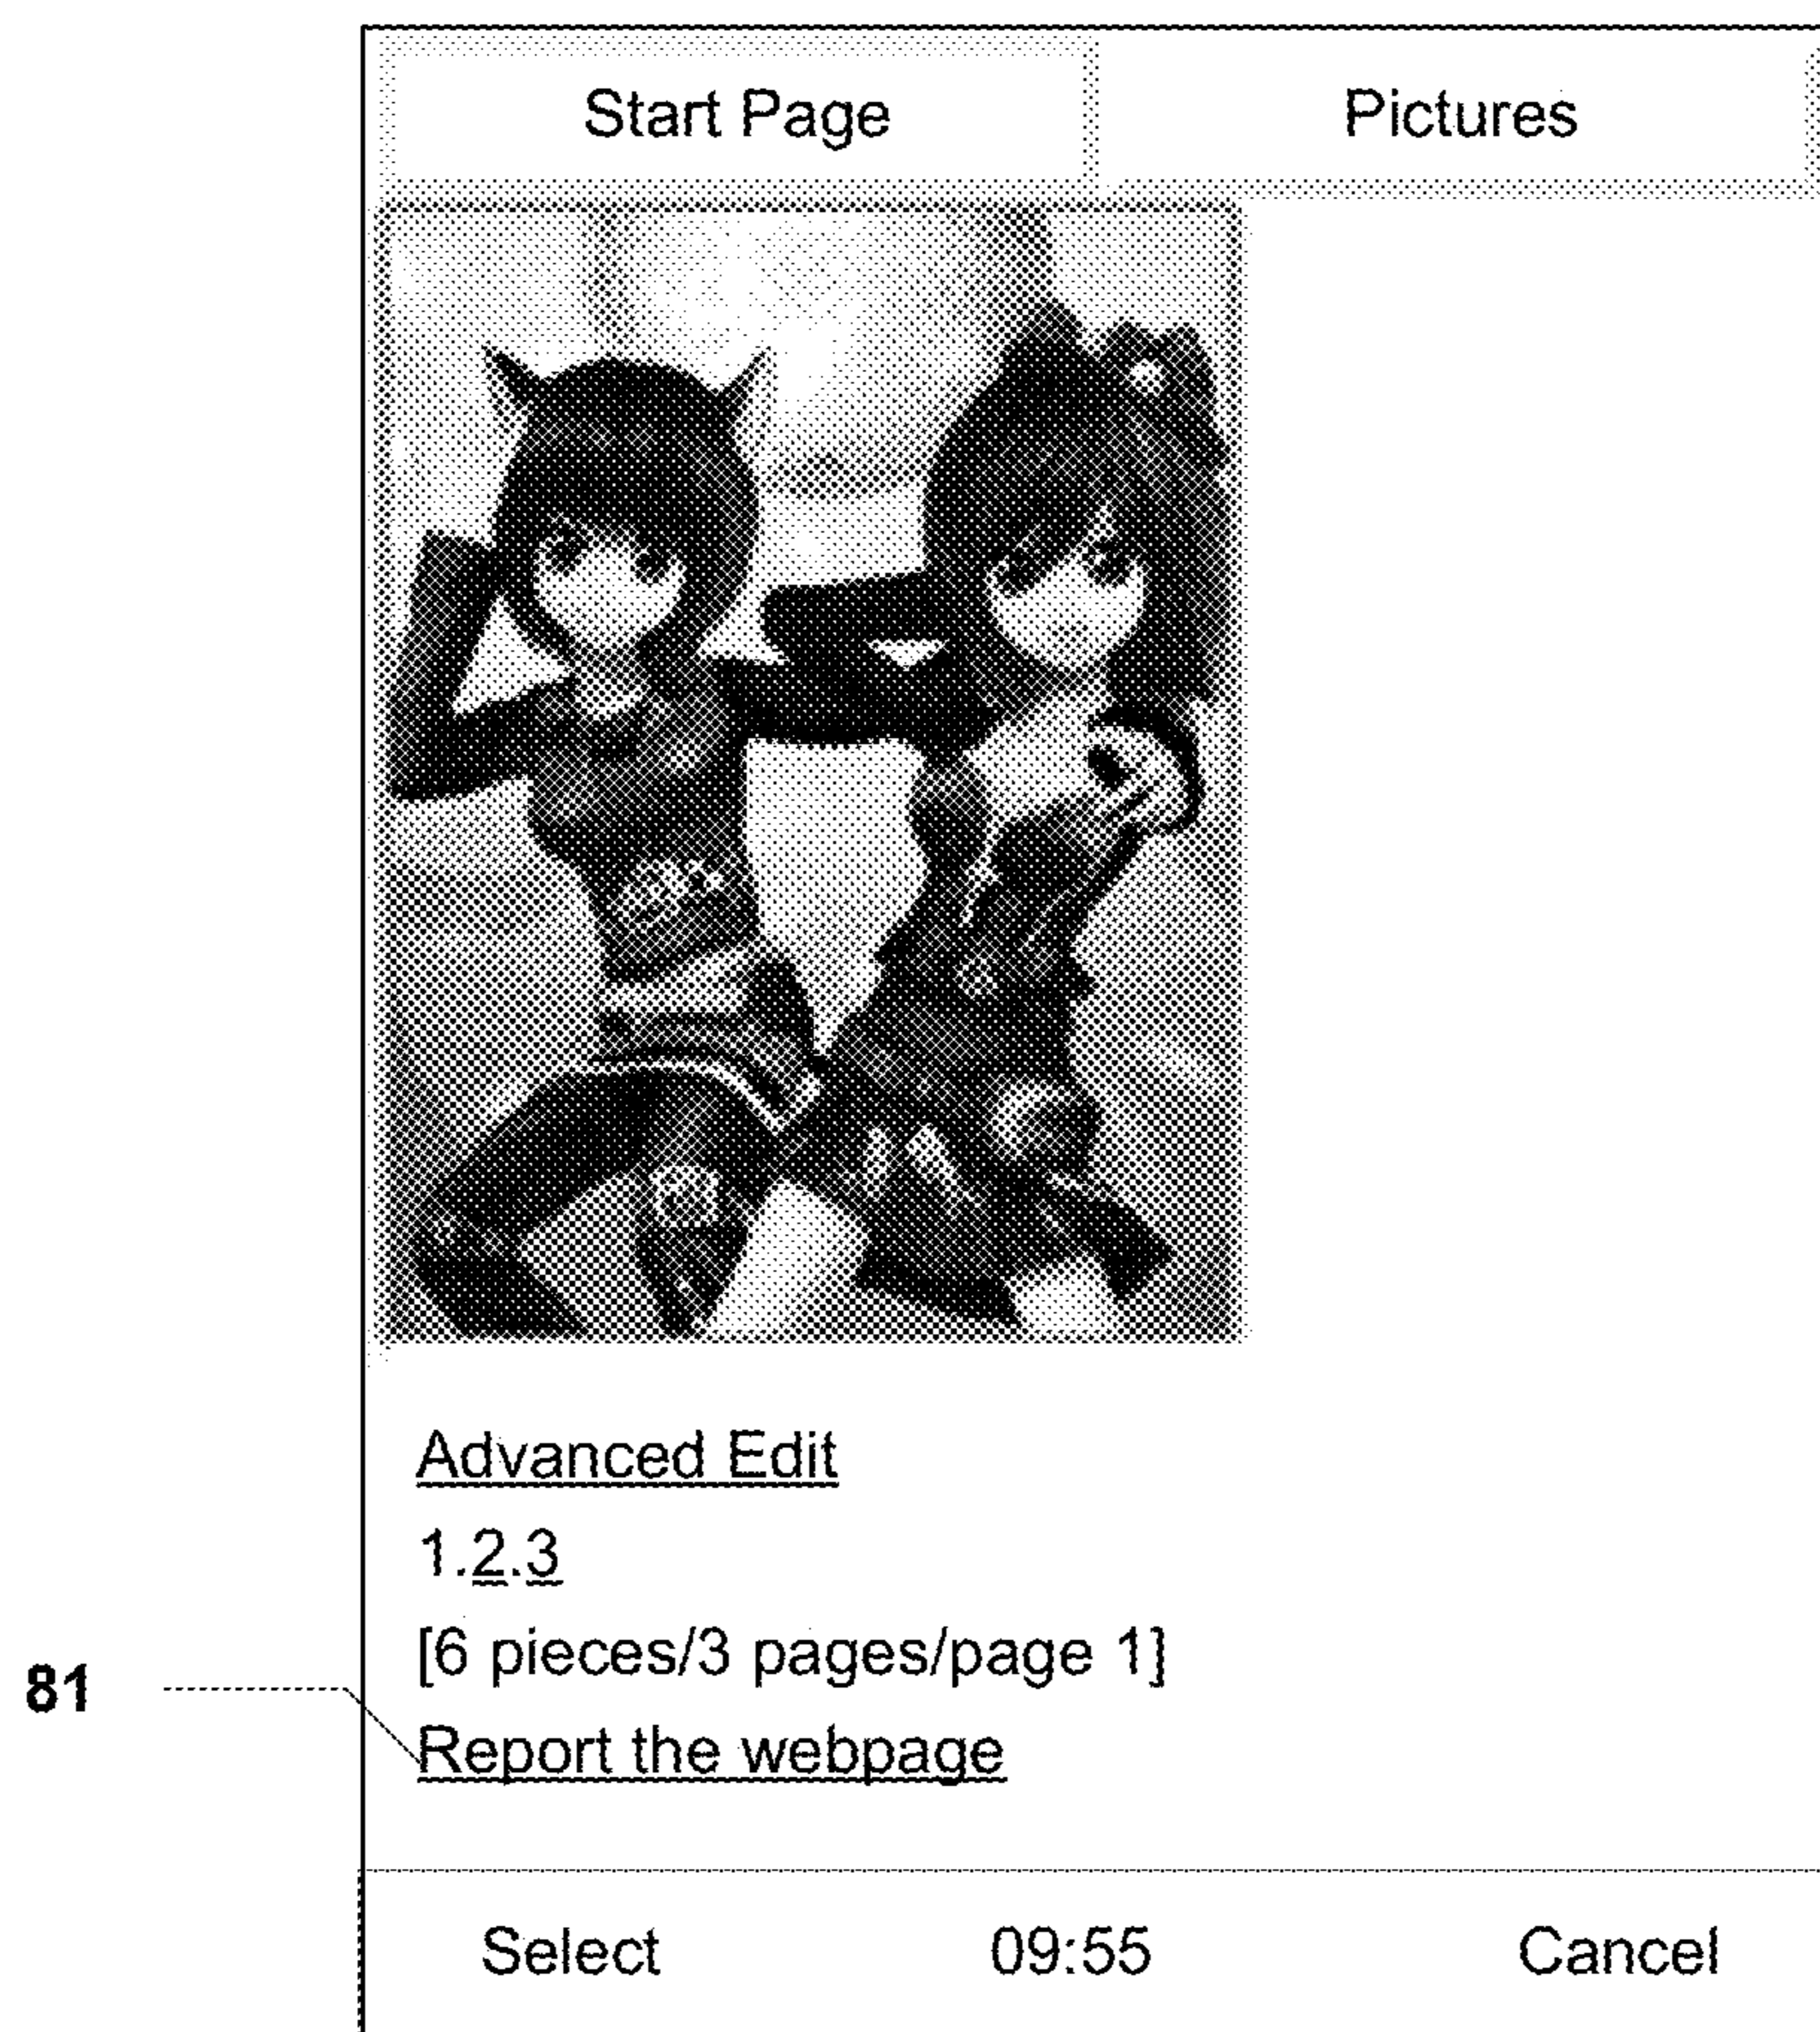 Start Page Pictures
Advanced Edit
1.2.3
[6 pieces/3 pages/page 1]
81
Report the webpage
Select 09:55 Cancel